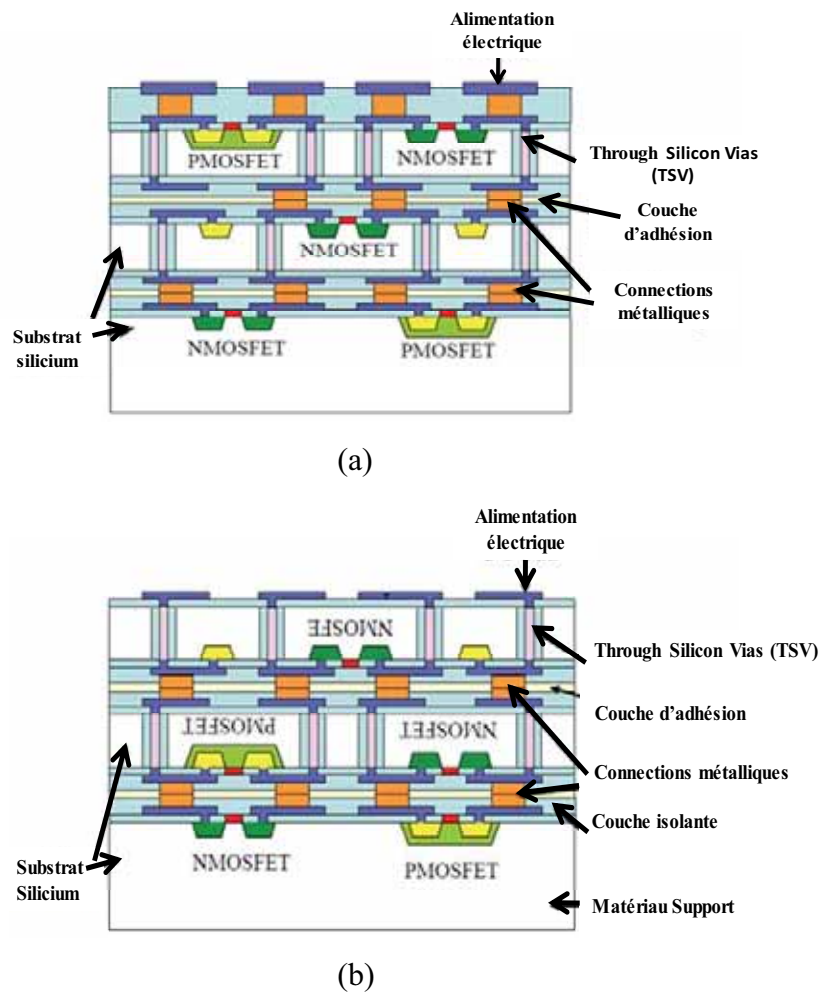 Alimentation
électrique
PMOSFET
NMOSFET
Through Silicon Vias
(TSV)
Couche
d'adhésion
NMOSFET
Connections
métalliques
Substrat
silicium
NMOSFET
PMOSFET
(a)
Alimentation
électrique
NMOSFE
Through Silicon Vias (TSV)
PMOSFET
NMOSFET
Couche d'adhésion
Connections métalliques
Couche isolante
NMOSFET
PMOSFET
Substrat
Silicium
Matériau Support
(b)